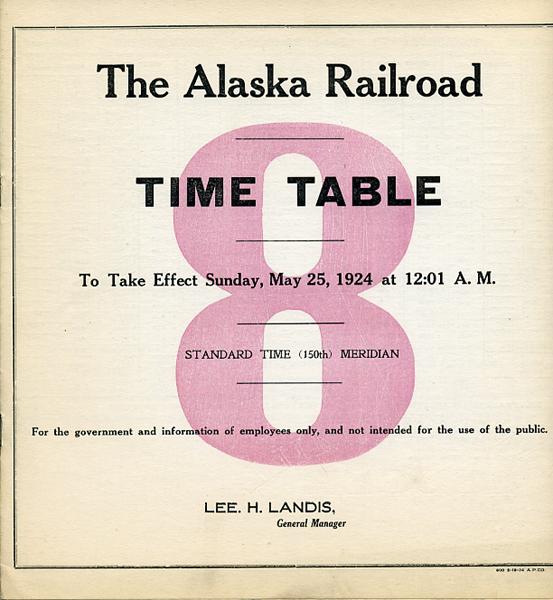 The Alaska Railroad
8
TIME TABLE
To Take Effect Sunday, May 25, 1924 at 12:01 A. M.
STANDARD TIME (150th) MERIDIAN
For the government and information of employees only, and not intended for the use of the public.
LEE. H. LANDIS,
General Manager